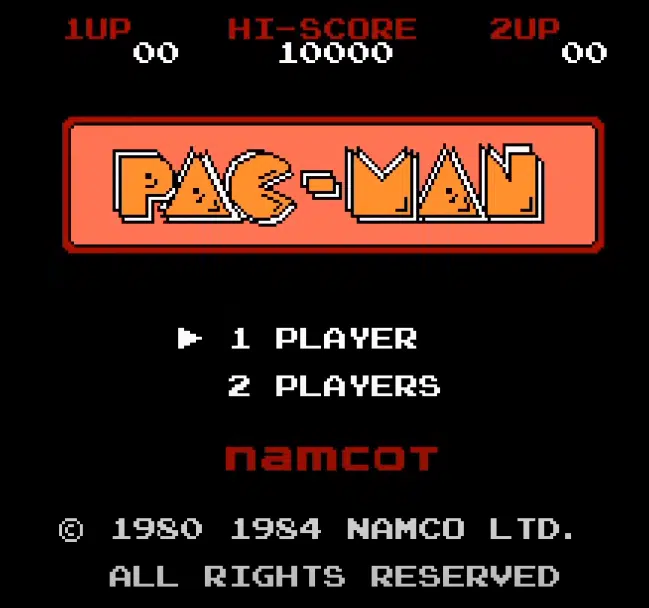 1UP HI-SCORE 2UP
00 10000 00
PAC-MAN
1 PLAYER
2 PLAYERS
namcot
© 1980 1984 NAMCO LTD.
ALL RIGHTS RESERVED